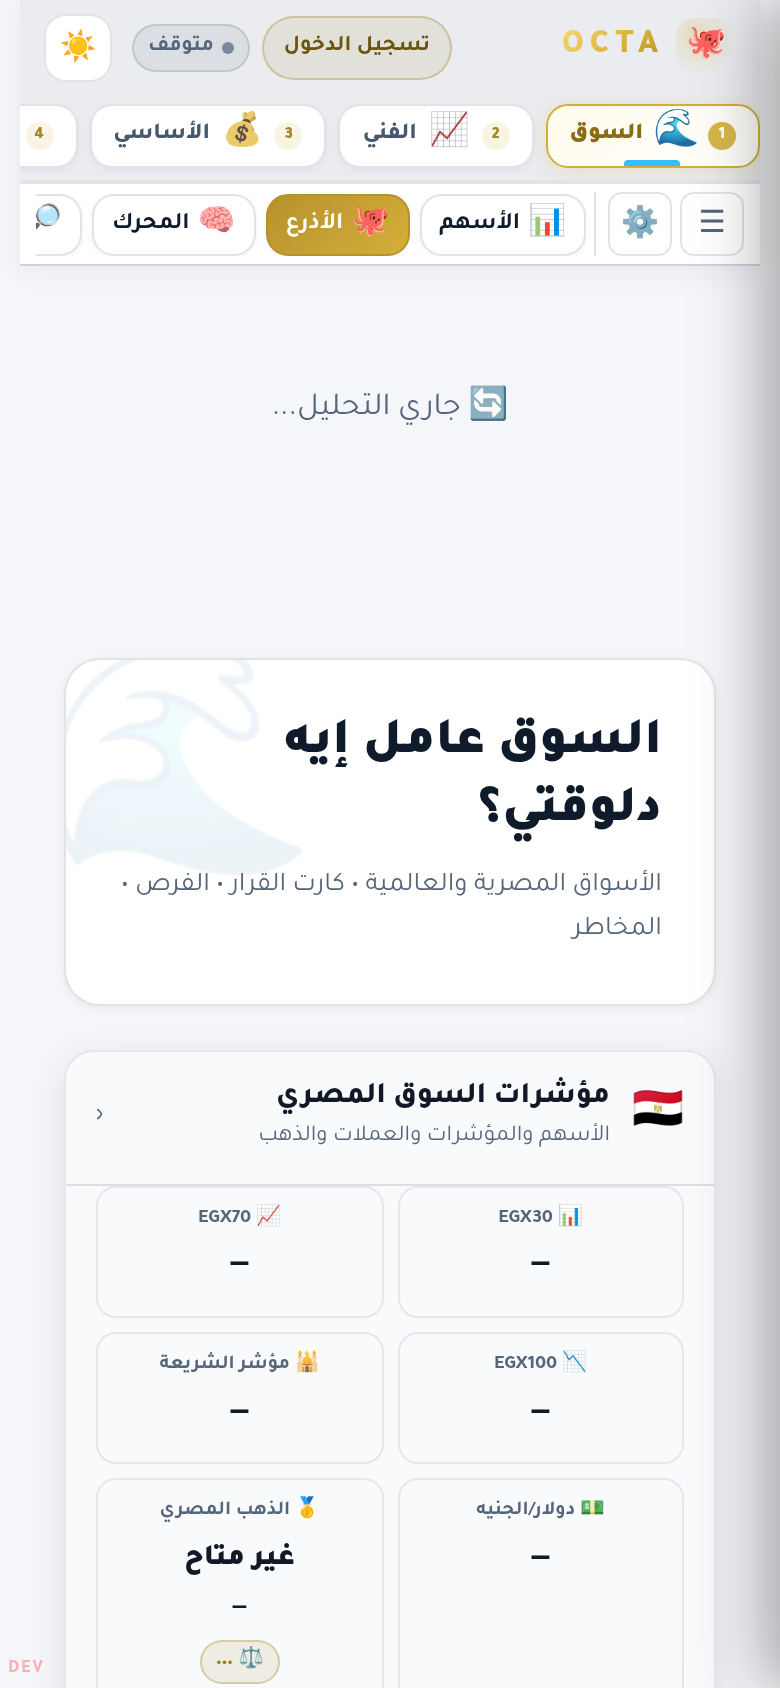 OCTA
تسجيل الدخول
متوقف
1 السوق
2 الفني
3 الأساسي
4
الأسهم
الأذرع
المحرك
جاري التحليل...
السوق عامل إيه
دلوقتي؟
الأسواق المصرية والعالمية • كارت القرار • الفرص •
المخاطر
مؤشرات السوق المصري
الأسهم والمؤشرات والعملات والذهب
EGX30
—
EGX70
—
EGX100
—
مؤشر الشريعة
—
دولار/الجنيه
—
الذهب المصري
غير متاح
—
...
DEV